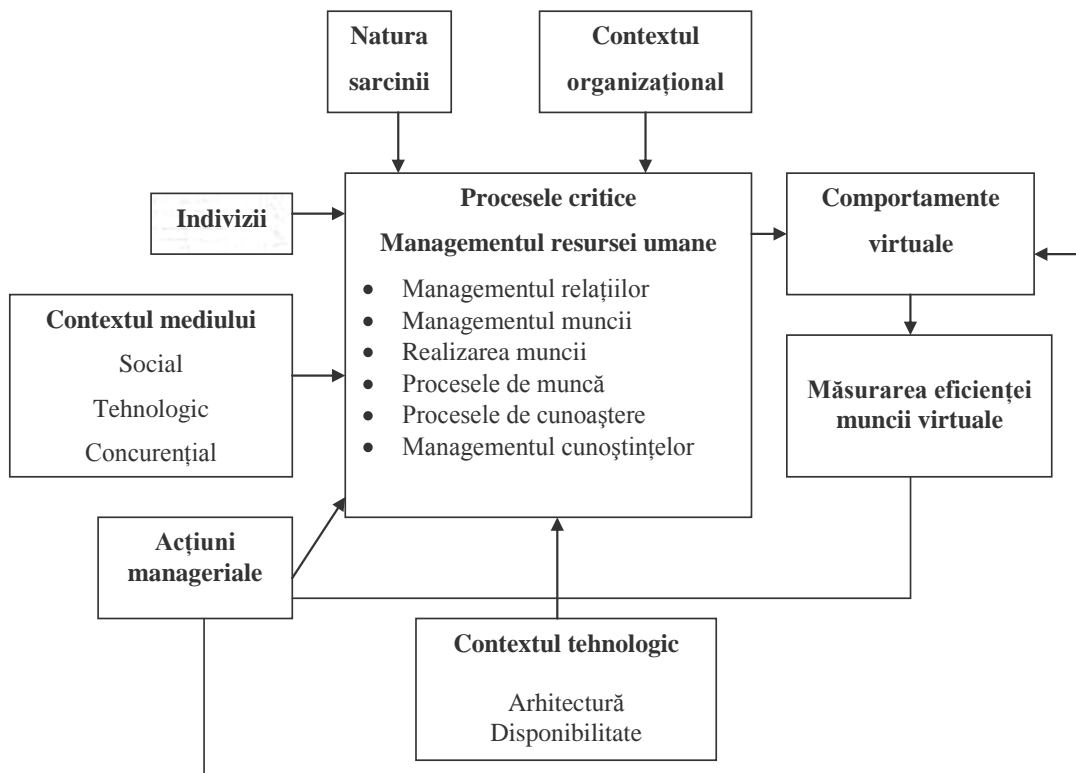 Natura
sarcinii
Contextul
organizațional
Indivizii
Contextul mediului
Social
Tehnologic
Concurențial
Procesele critice
Managementul resursei umane
• Managementul relațiilor
• Managementul muncii
• Realizarea muncii
• Procesele de muncă
• Procesele de cunoaştere
• Managementul cunoştințelor
Comportamente
virtuale
Măsurarea eficienței
muncii virtuale
Acțiuni
manageriale
Contextul tehnologic
Arhitectură
Disponibilitate